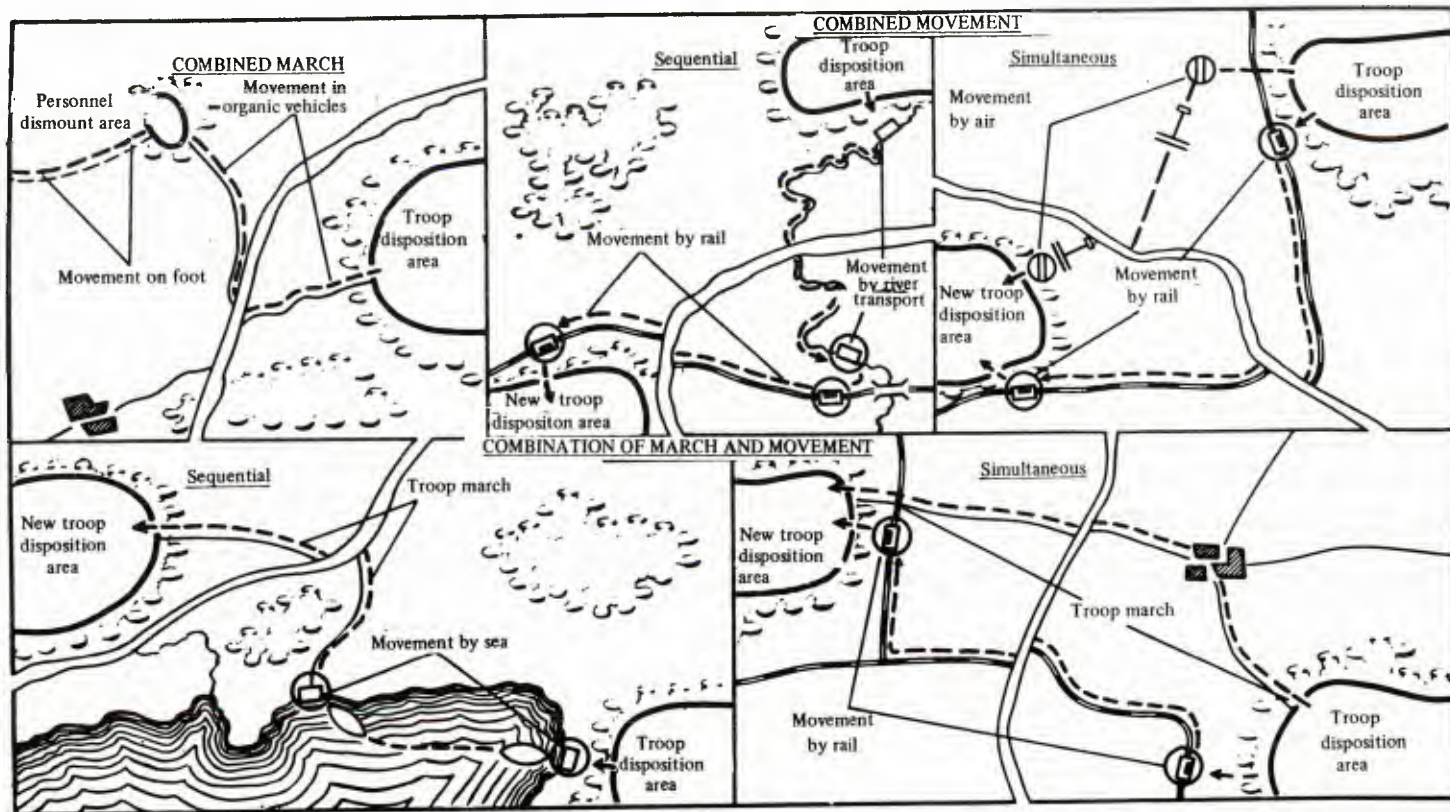 COMBINED MOVEMENT
COMBINED MARCH
Personnel
dismount area
Movement in
organic vehicles
Troop
disposition
area
Movement on foot
Sequential
Troop
disposition
area
Movement by rail
Movement
by river
transport
New troop
dispositon area
Simultaneous
Movement
by air
Troop
disposition
area
New troop
disposition
area
Movement
by rail
COMBINATION OF MARCH AND MOVEMENT
Sequential
Troop march
New troop
disposition
area
Movement by sea
Troop
disposition
area
Simultaneous
New troop
disposition
area
Troop march
Movement
by rail
Troop
disposition
area